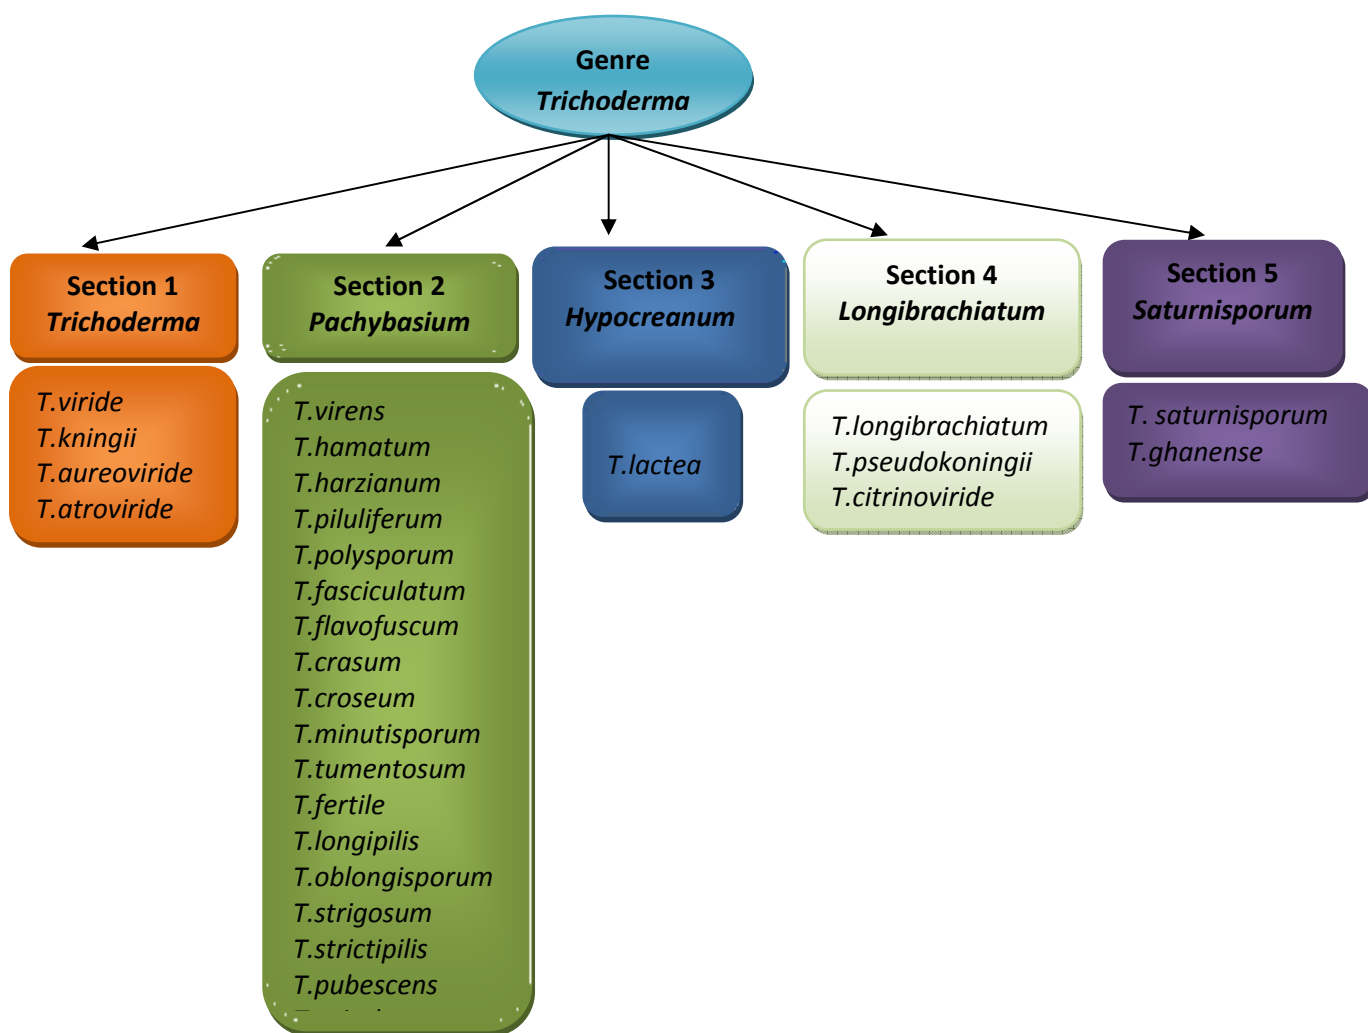 Genre
Trichoderma
Section 1
Trichoderma
T.viride
T.kningii
T.aureoviride
T.atroviride
Section 2
Pachybasium
T.virens
T.hamatum
T.harzianum
T.piluliferum
T.polysporum
T.fasciculatum
T.flavofuscum
T.crasum
T.croseum
T.minutisporum
T.tumentosum
T.fertile
T.longipilis
T.oblongisporum
T.strigosum
T.strictipilis
T.pubescens
Section 3
Hypocreanum
T.lactea
Section 4
Longibrachiatum
T.longibrachiatum
T.pseudokoningii
T.citrinoviride
Section 5
Saturnisporum
T. saturnisporum
T.ghanense